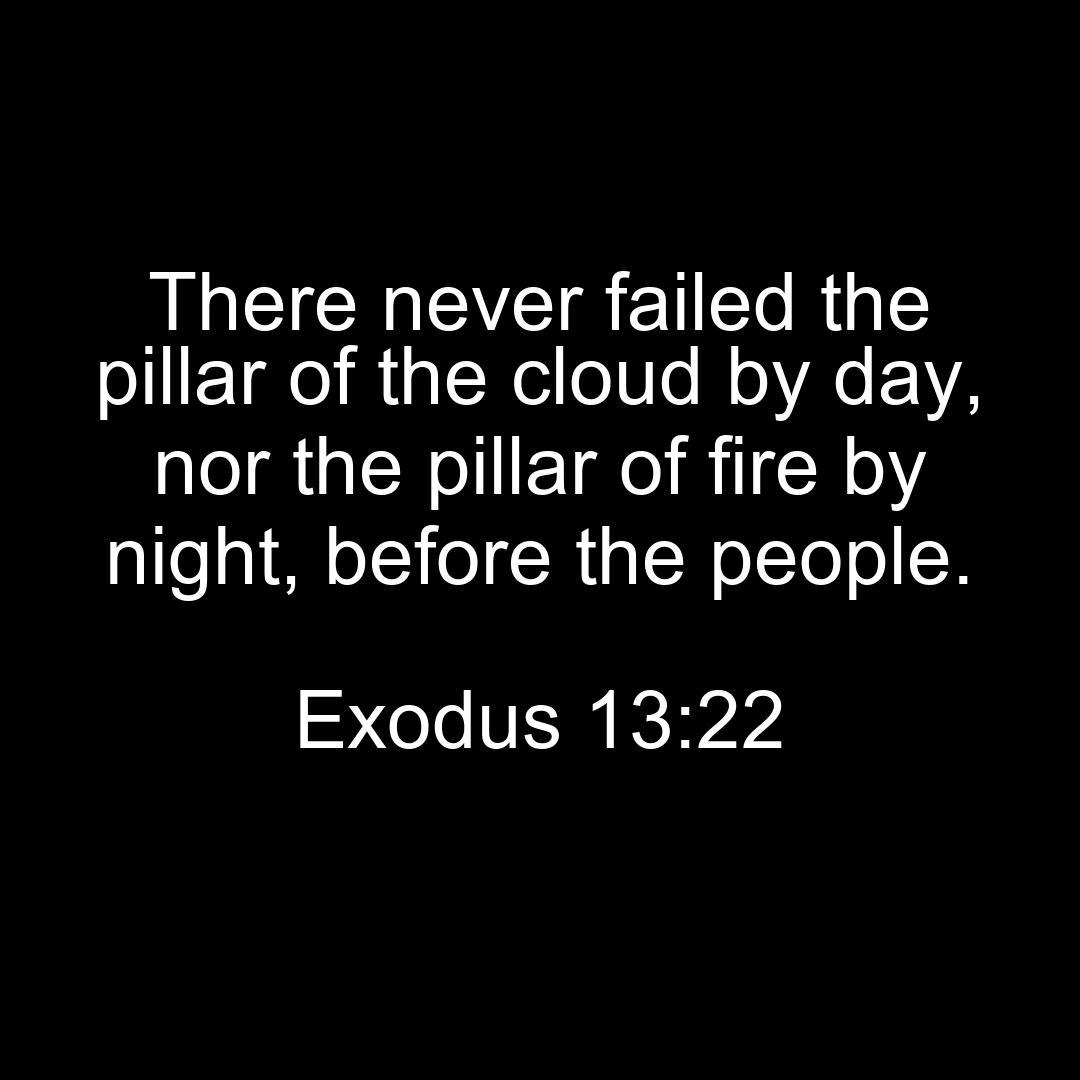 There never failed the
pillar of the cloud by day,
nor the pillar of fire by
night, before the people.
Exodus 13:22